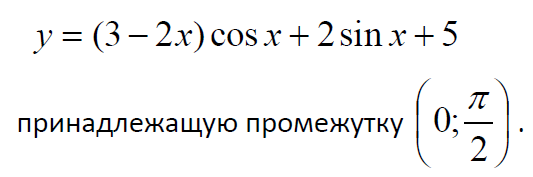 y = (3 − 2x) cos x + 2 sin x + 5
принадлежащую промежутку (0; π/2).